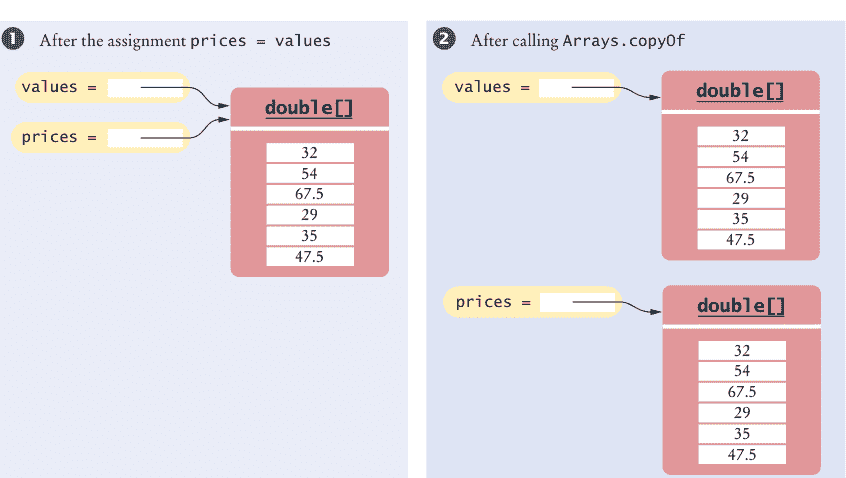 1 After the assignment prices = values
values =
prices =
double[]
32
54
67.5
29
35
47.5
2 After calling Arrays.copyOf
values =
double[]
32
54
67.5
29
35
47.5
prices =
double[]
32
54
67.5
29
35
47.5